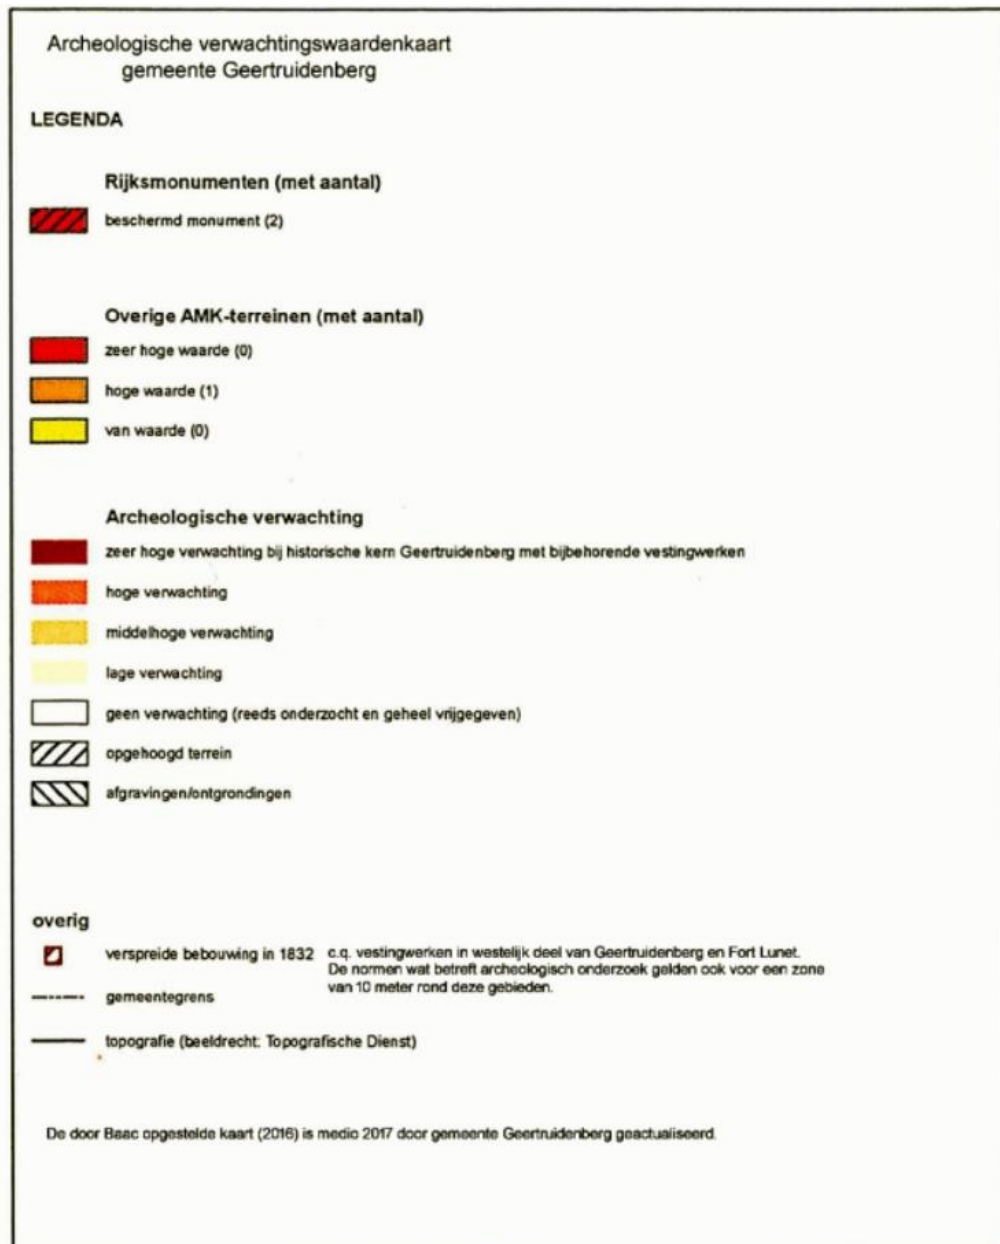 Archeologische verwachtingswaardenkaart
gemeente Geertruidenberg
LEGENDA
Rijksmonumenten (met aantal)
beschermd monument (2)
Overige AMK-terreinen (met aantal)
zeer hoge waarde (0)
hoge waarde (1)
van waarde (0)
Archeologische verwachting
zeer hoge verwachting bij historische kern Geertruidenberg met bijbehorende vestingwerken
hoge verwachting
middelhoge verwachting
lage verwachting
geen verwachting (reeds onderzocht en geheel vrijgegeven)
opgehoogd terrein
afgravingen/ontgrondingen
overig
verspreide bebouwing in 1832 c.q. vestingwerken in westelijk deel van Geertruidenberg en Fort Lunet.
De normen wat betreft archeologisch onderzoek gelden ook voor een zone
van 10 meter rond deze gebieden.
gemeentegrens
topografie (beeldrecht: Topografische Dienst)
De door Baac opgestelde kaart (2016) is medio 2017 door gemeente Geertruidenberg geactualiseerd.